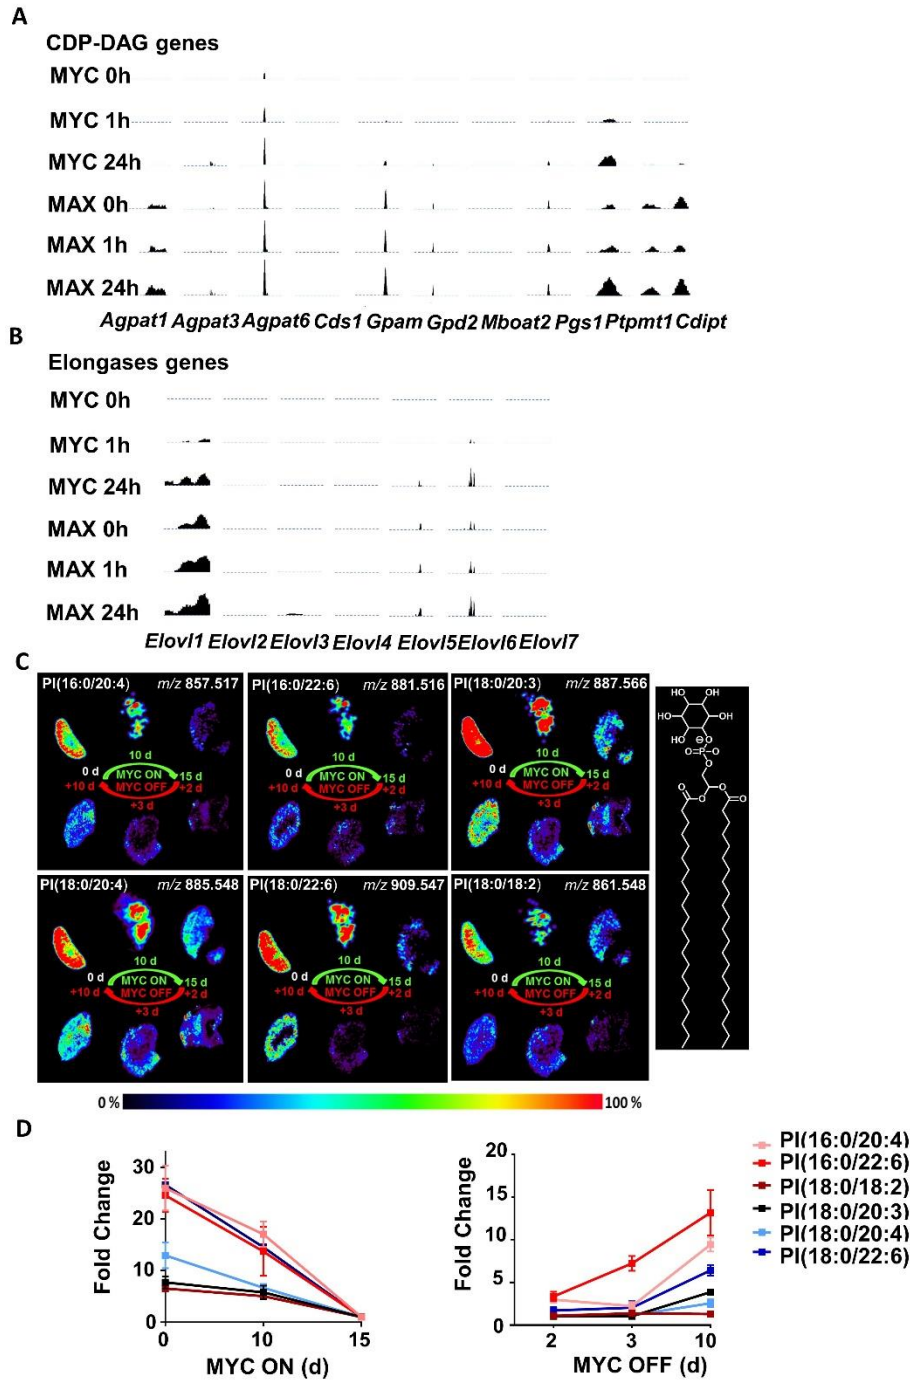 A
CDP-DAG genes
MYC 0h
MYC 1h
MYC 24h
MAX 0h
MAX 1h
MAX 24h
Agpat1 Agpat3 Agpat6 Cds1 Gpam Gpd2 Mboat2 Pgs1 Ptpmt1 Cdipt
B
Elongases genes
MYC 0h
MYC 1h
MYC 24h
MAX 0h
MAX 1h
MAX 24h
Elovl1 Elovl2 Elovl3 Elovl4 Elovl5 Elovl6 Elovl7
C
PI(16:0/20:4) m/z 857.517
10 d
0 d MYC ON 15 d
+10 d MYC OFF +2 d
+3 d
PI(16:0/22:6) m/z 881.516
10 d
0 d MYC ON 15 d
+10 d MYC OFF +2 d
+3 d
PI(18:0/20:3) m/z 887.566
10 d
0 d MYC ON 15 d
+10 d MYC OFF +2 d
+3 d
PI(18:0/20:4) m/z 885.548
10 d
0 d MYC ON 15 d
+10 d MYC OFF +2 d
+3 d
PI(18:0/22:6) m/z 909.547
10 d
0 d MYC ON 15 d
+10 d MYC OFF +2 d
+3 d
PI(18:0/18:2) m/z 861.548
10 d
0 d MYC ON 15 d
+10 d MYC OFF +2 d
+3 d
HO OH
HO OH
HO O
O=P-O
O
O O
O O
0 % 100 %
D
Fold Change
30
20
10
0
0 10 15
MYC ON (d)
Fold Change
20
15
10
5
0
2 3 10
MYC OFF (d)
PI(16:0/20:4)
PI(16:0/22:6)
PI(18:0/18:2)
PI(18:0/20:3)
PI(18:0/20:4)
PI(18:0/22:6)